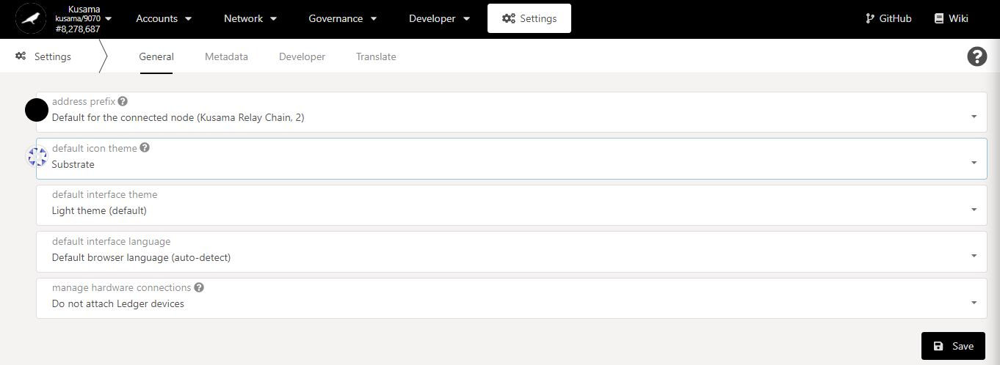 Kusama
kusama/9070
#8,278,687
Accounts
Network
Governance
Developer
Settings
GitHub
Wiki
Settings
General
Metadata
Developer
Translate
?
address prefix ?
Default for the connected node (Kusama Relay Chain, 2)
default icon theme ?
Substrate
default interface theme
Light theme (default)
default interface language
Default browser language (auto-detect)
manage hardware connections ?
Do not attach Ledger devices
Save